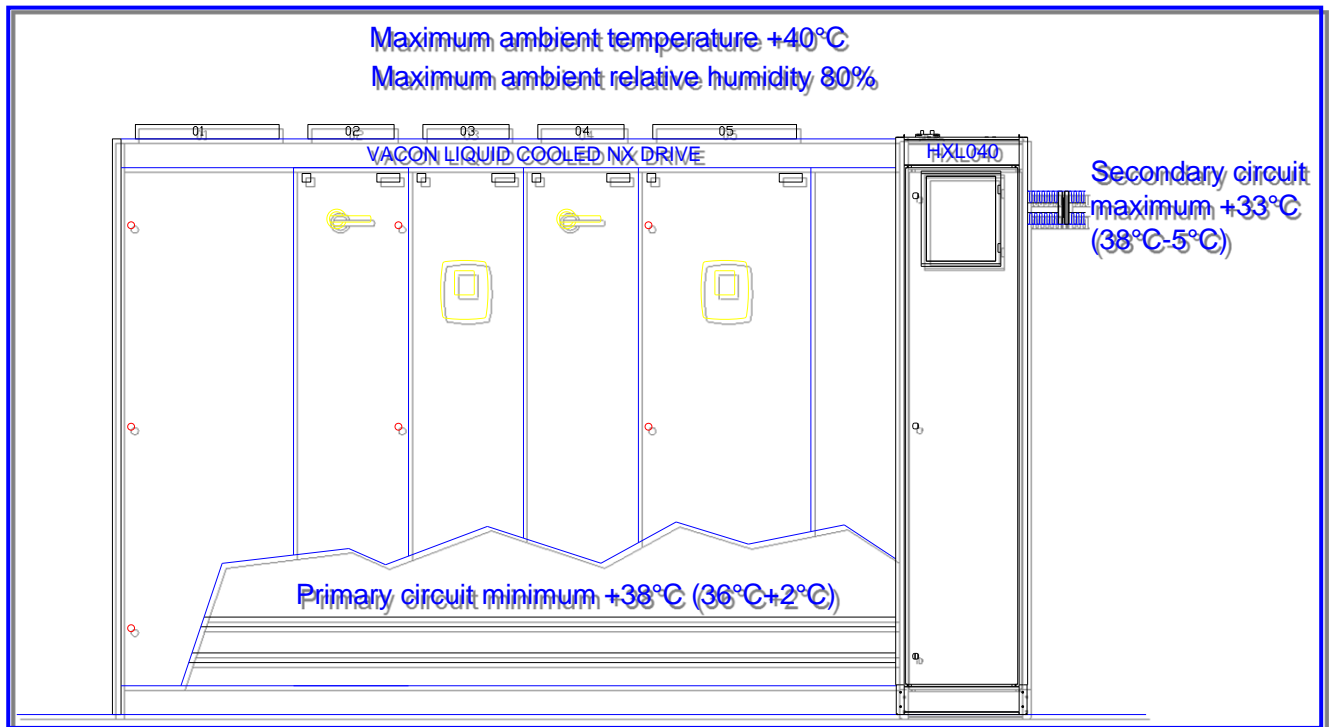 Maximum ambient temperature +40°C
Maximum ambient relative humidity 80%
01 02 03 04 05
VACON LIQUID COOLED NX DRIVE
HXL040
Secondary circuit
maximum +33°C
(38°C-5°C)
Primary circuit minimum +38°C (36°C+2°C)